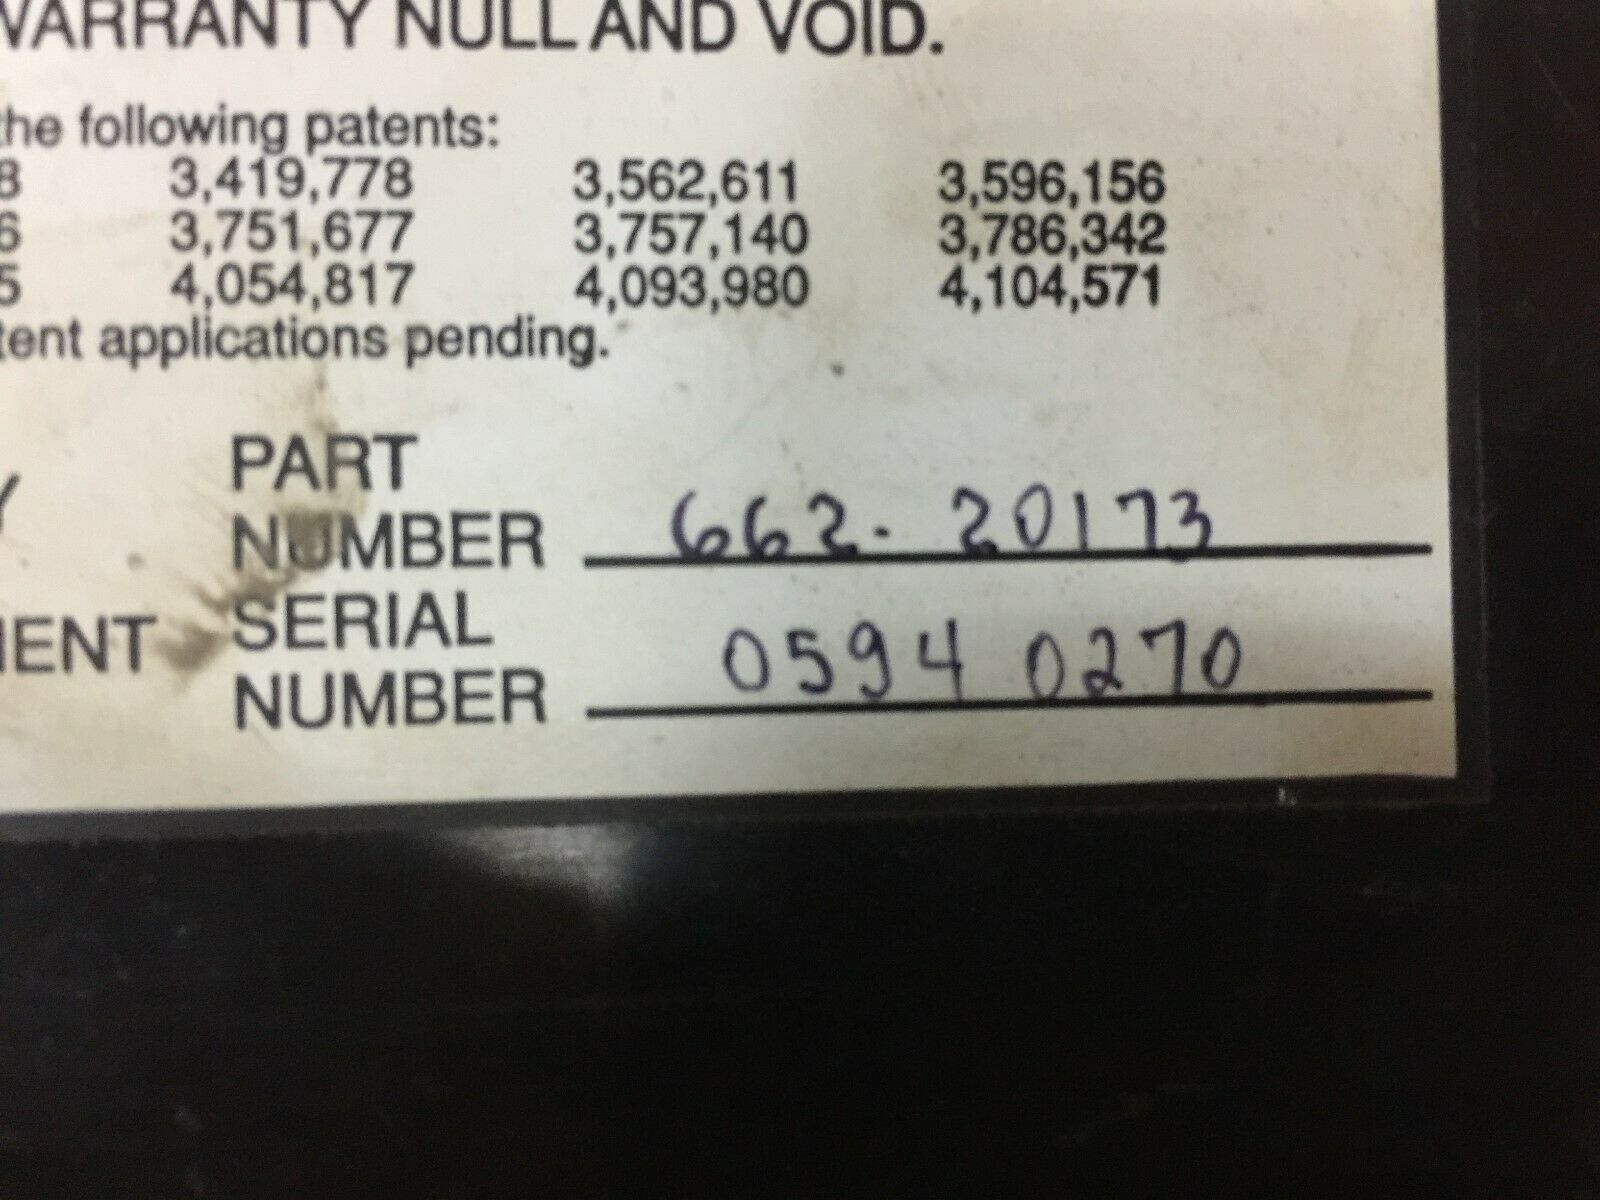 WARRANTY NULL AND VOID.
the following patents:
8 3,419,778 3,562,611 3,596,156
6 3,751,677 3,757,140 3,786,342
5 4,054,817 4,093,980 4,104,571
tent applications pending.
Y PART
NUMBER 662-20173
IENT SERIAL
NUMBER 0594 0270